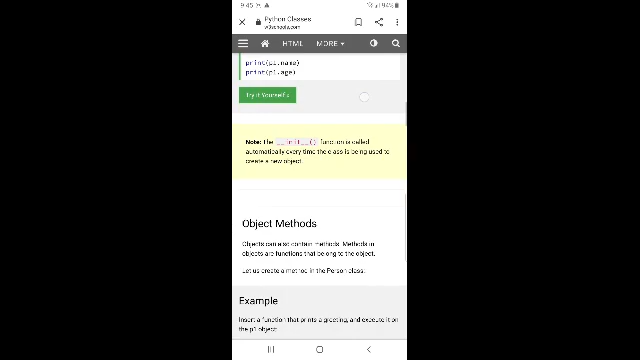 9:45
94%
Python Classes
w3schools.com
HTML MORE
print(p1.name)
print(p1.age)
Try it Yourself »
Note: The __init__() function is called
automatically every time the class is being used to
create a new object.
Object Methods
Objects can also contain methods. Methods in
objects are functions that belong to the object.
Let us create a method in the Person class:
Example
Insert a function that prints a greeting, and execute it on
the p1 object: